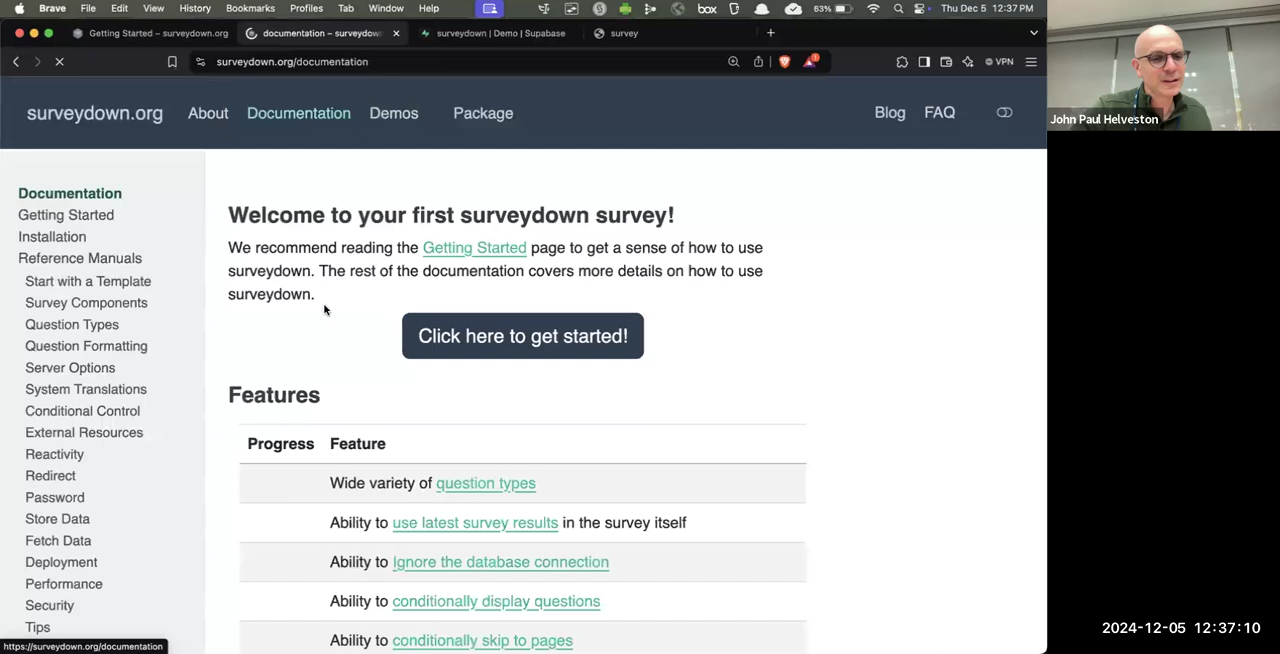 Brave File Edit View History Bookmarks Profiles Tab Window Help box 63% Thu Dec 5 12:37 PM
Getting Started – surveydown.org documentation – surveydow surveydown | Demo | Supabase survey
surveydown.org/documentation VPN
surveydown.org About Documentation Demos Package Blog FAQ
John Paul Helveston
Documentation
Getting Started
Installation
Reference Manuals
Start with a Template
Survey Components
Question Types
Question Formatting
Server Options
System Translations
Conditional Control
External Resources
Reactivity
Redirect
Password
Store Data
Fetch Data
Deployment
Performance
Security
Tips
https://surveydown.org/documentation
Welcome to your first surveydown survey!
We recommend reading the Getting Started page to get a sense of how to use
surveydown. The rest of the documentation covers more details on how to use
surveydown.
Click here to get started!
Features
Progress Feature
Wide variety of question types
Ability to use latest survey results in the survey itself
Ability to ignore the database connection
Ability to conditionally display questions
Ability to conditionally skip to pages
2024-12-05 12:37:10